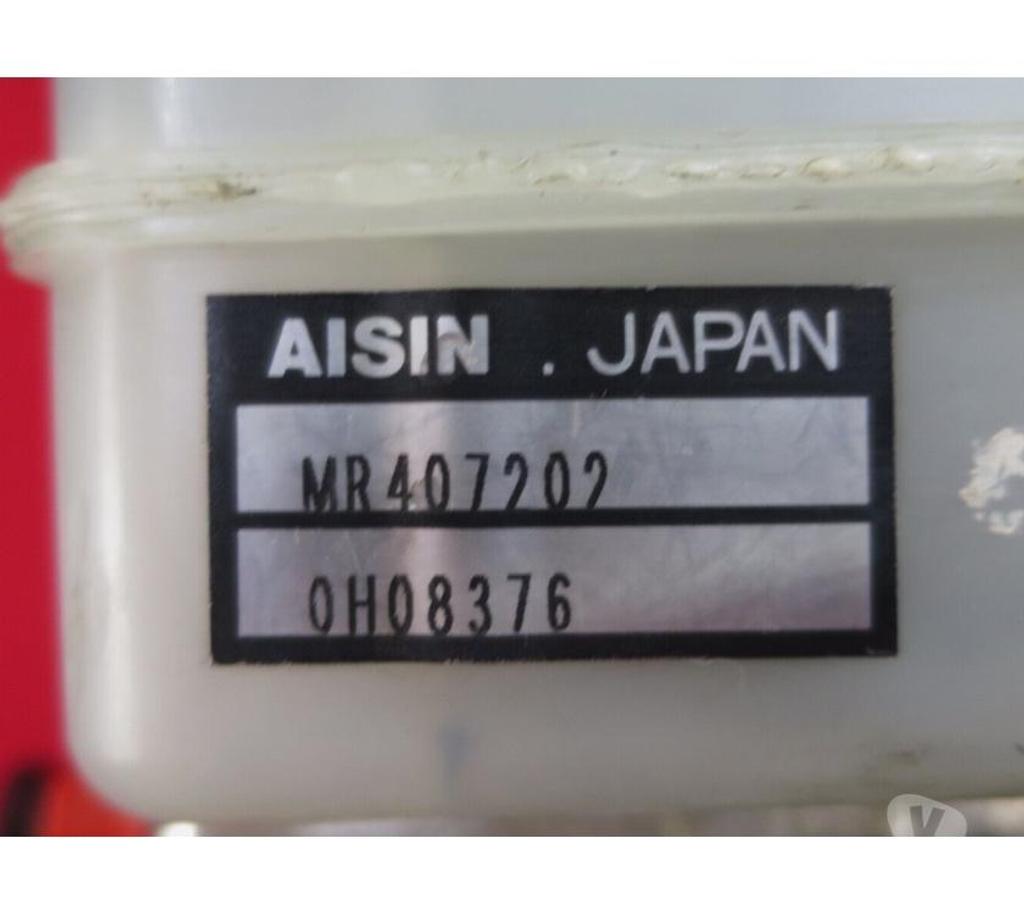 AISIN . JAPAN
MR407202
0H08376
V